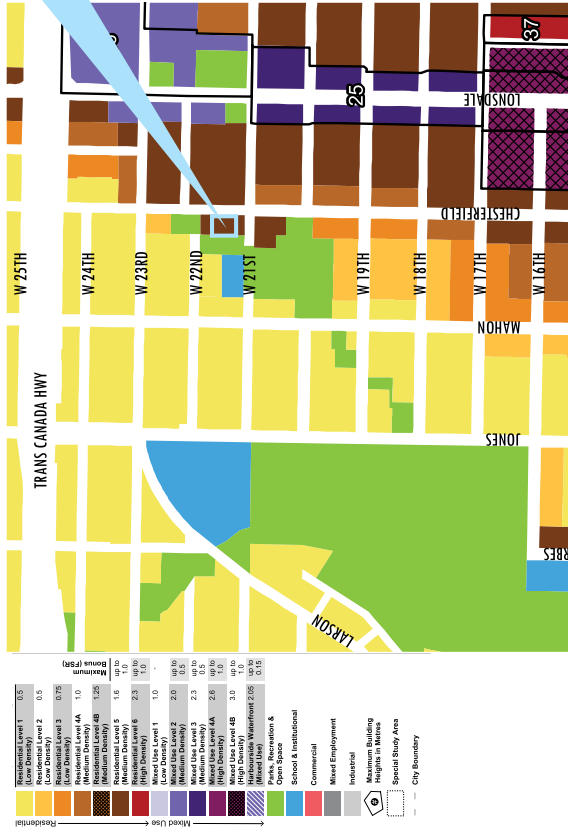 37
25
LONSDALE
CHESTERFIELD
W 25TH
W 24TH
W 23RD
W 22ND
W 21ST
W 19TH
W 18TH
W 17TH
W 16TH
MAHON
JONES
TRANS CANADA HWY
LARSON
Maximum
Bonus (FSR)
Residential
Residential Level 1
(Low Density)
0.5
Residential Level 2
(Low Density)
0.5
Residential Level 3
(Low Density)
0.75
Residential Level 4A
(Medium Density)
1.0
Residential Level 4B
(Medium Density)
1.25
Residential Level 5
(Medium Density)
1.6
up to
1.0
Residential Level 6
(High Density)
2.3
up to
1.0
Mixed Use
Mixed Use Level 1
(Low Density)
1.0
-
Mixed Use Level 2
(Medium Density)
2.0
up to
0.5
Mixed Use Level 3
(Medium Density)
2.3
up to
0.5
Mixed Use Level 4A
(High Density)
2.6
up to
1.0
Mixed Use Level 4B
(High Density)
3.0
up to
1.0
Harbourside Waterfront
(Mixed Use)
2.05
up to
0.15
Parks, Recreation &
Open Space
School & Institutional
Commercial
Mixed Employment
Industrial
Maximum Building
Heights in Metres
Special Study Area
City Boundary